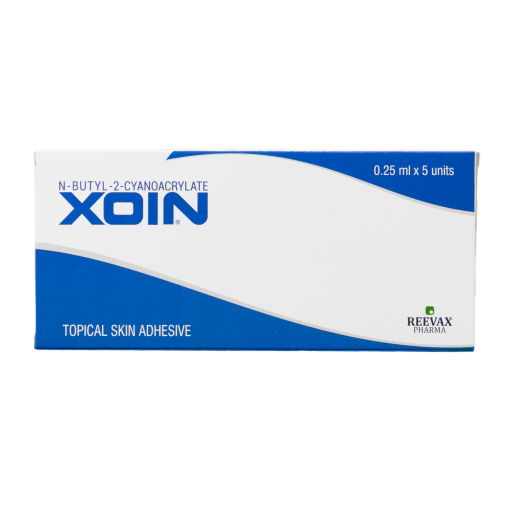 N-BUTYL-2-CYANOACRYLATE
XOIN®
0.25 ml x 5 units
TOPICAL SKIN ADHESIVE
REEVAX
PHARMA